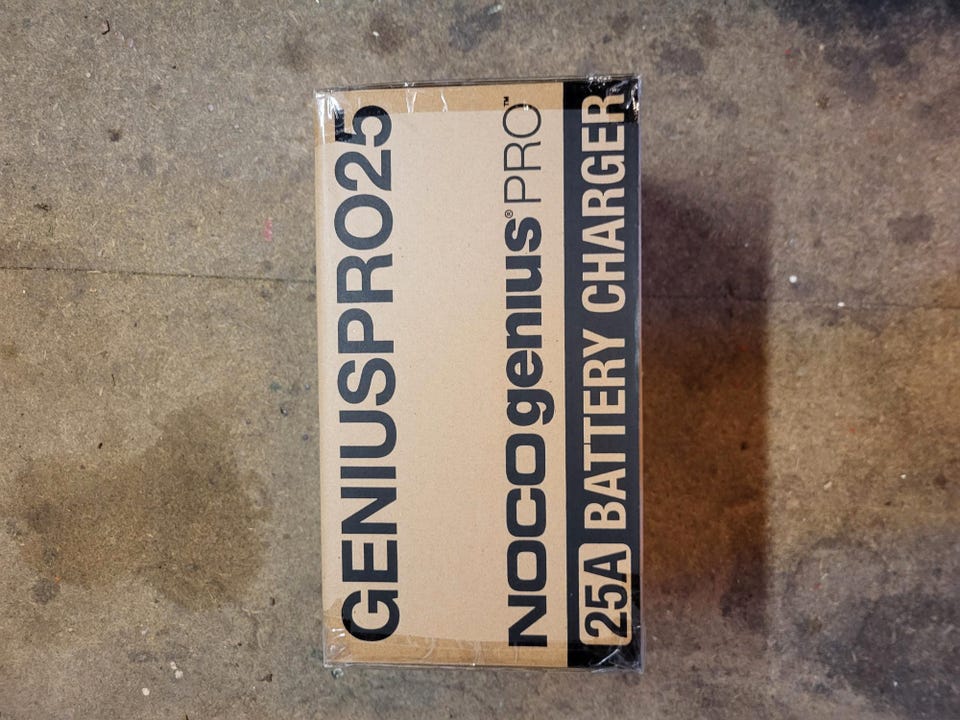 GENIUSPRO25
NOCOgenius®PRO™
25A BATTERY CHARGER